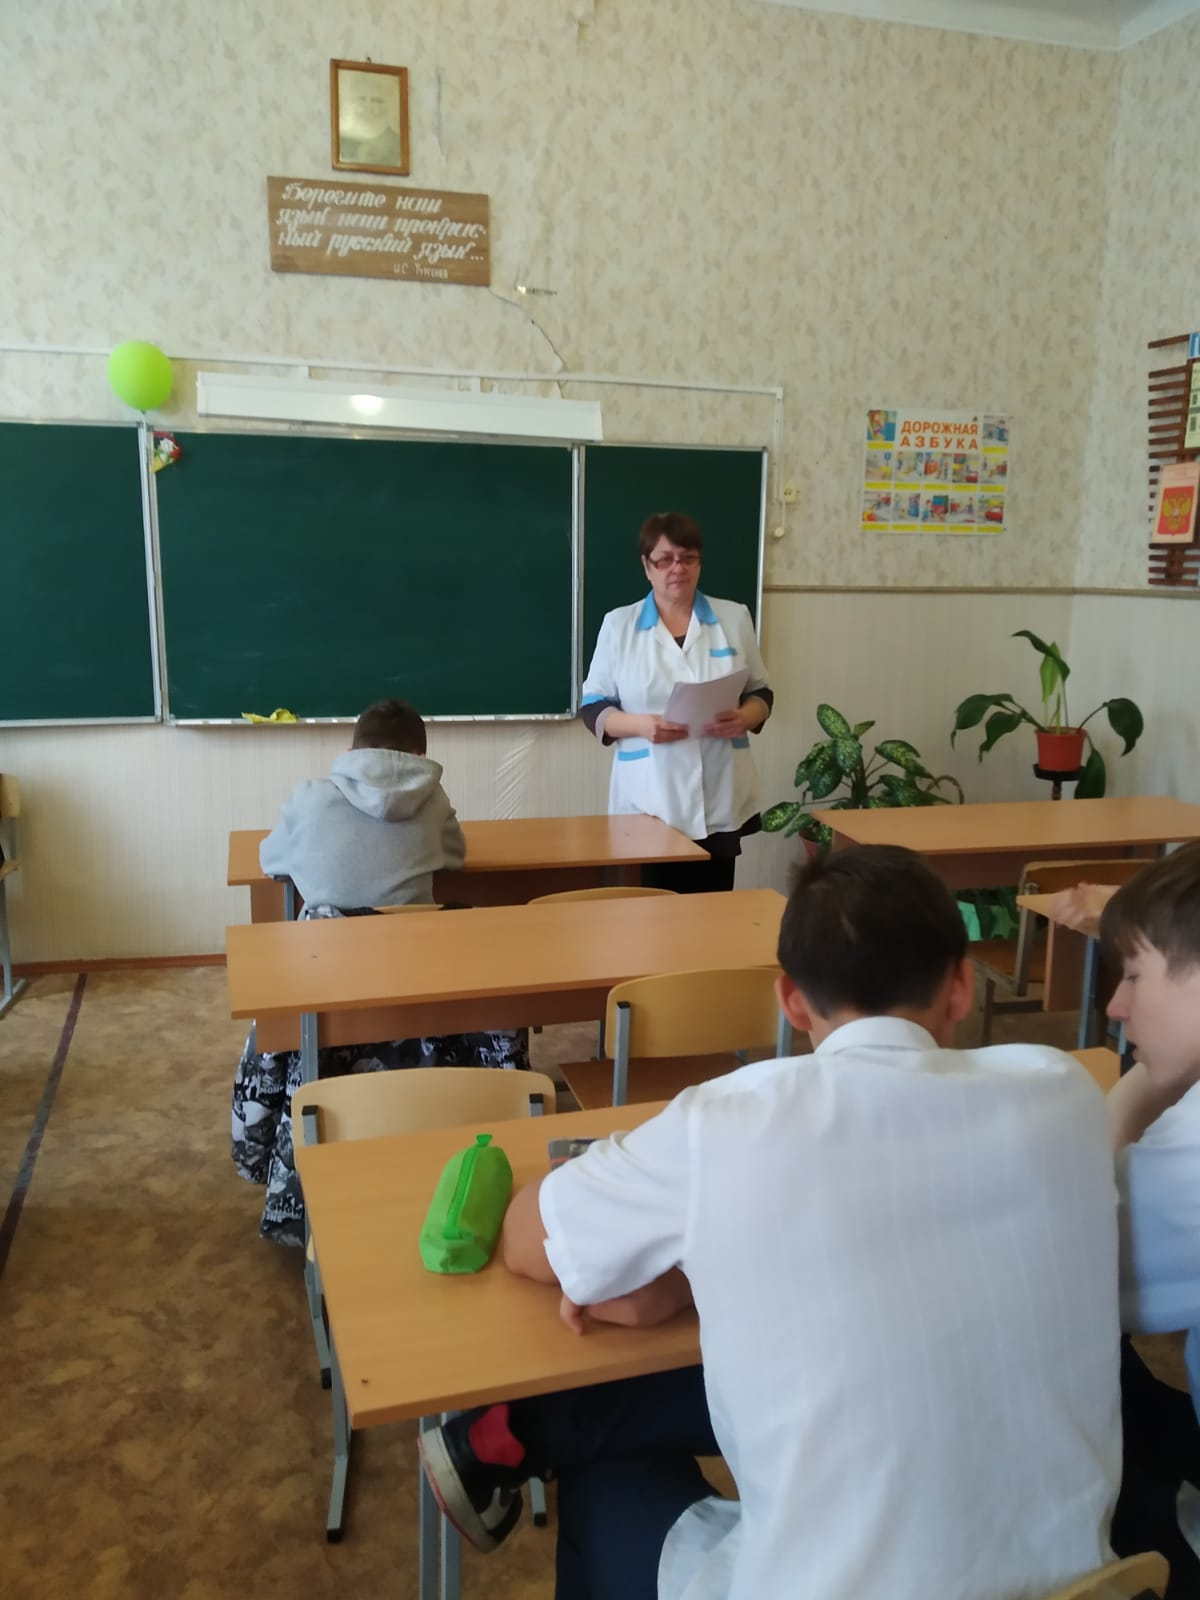 Берегите наш
язык наш прекрас-
ный русский язык...
И.С Тургенев
ДОРОЖНАЯ
АЗБУКА